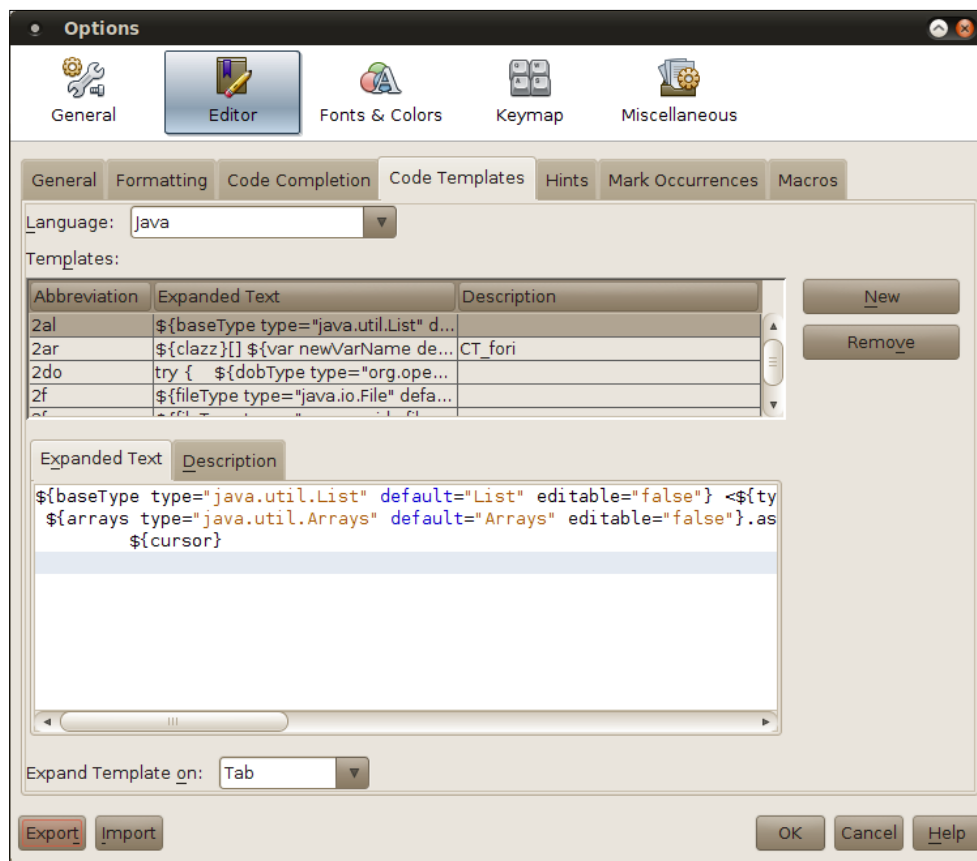 Options
General Editor Fonts & Colors Keymap Miscellaneous
General Formatting Code Completion Code Templates Hints Mark Occurrences Macros
Language: Java
Templates:
Abbreviation Expanded Text Description
New
2al ${baseType type="java.util.List" d...
2ar ${clazz}[] ${var newVarName de... CT_fori
Remove
2do try { ${dobType type="org.ope...
2f ${fileType type="java.io.File" defa...
Expanded Text Description
${baseType type="java.util.List" default="List" editable="false"} <${ty
${arrays type="java.util.Arrays" default="Arrays" editable="false"}.as
${cursor}
Expand Template on: Tab
Export Import OK Cancel Help